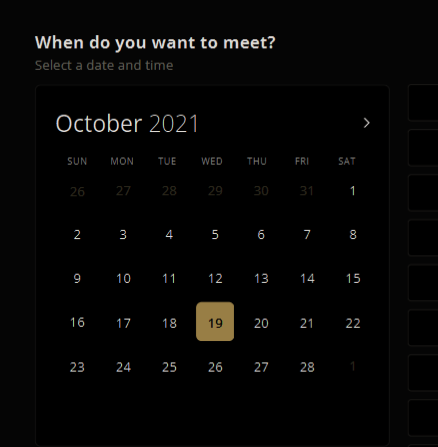 When do you want to meet?
Select a date and time
October 2021
SUN MON TUE WED THU FRI SAT
26 27 28 29 30 31 1
2 3 4 5 6 7 8
9 10 11 12 13 14 15
16 17 18 19 20 21 22
23 24 25 26 27 28 1